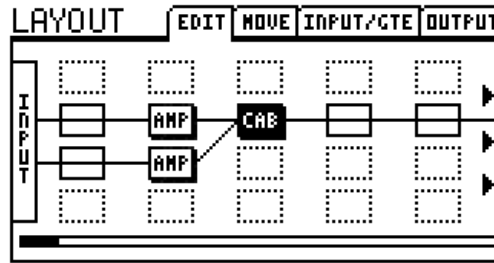 LAYOUT EDIT MOVE INPUT/GTE OUTPUT
INPUT
AMP CAB
AMP